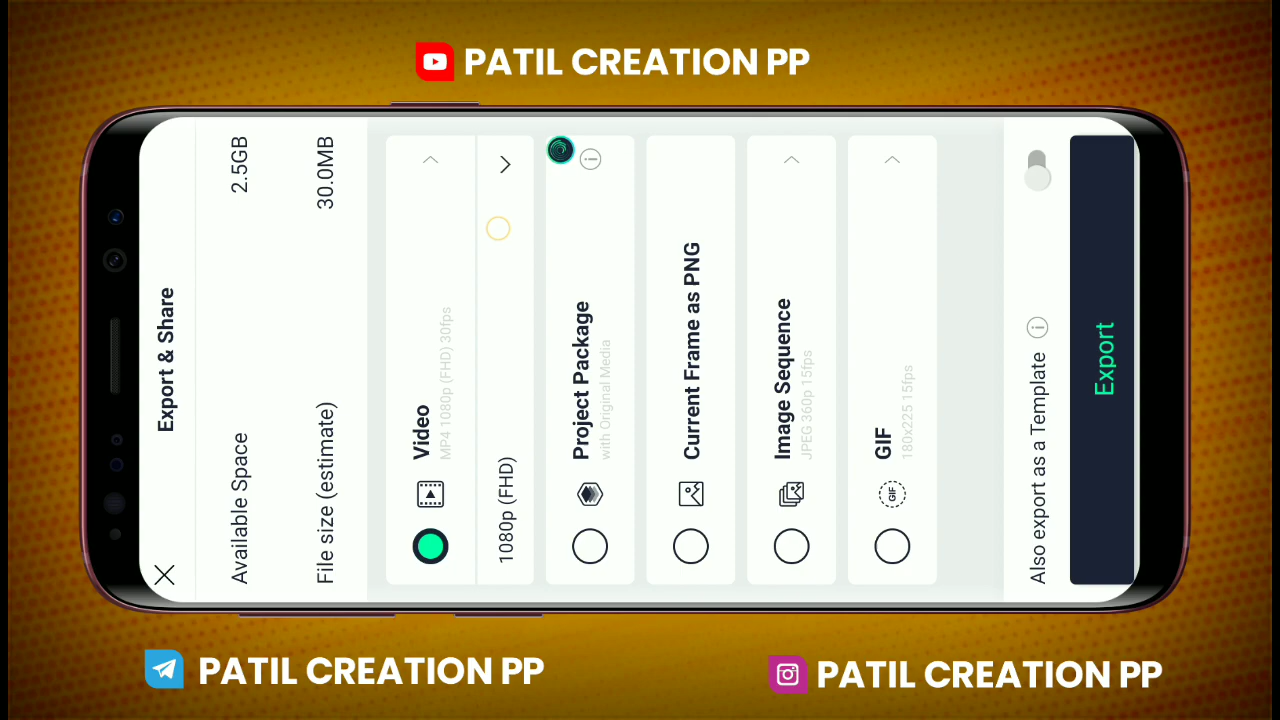 PATIL CREATION PP
Export & Share
Available Space 2.5GB
File size (estimate) 30.0MB
Video
MP4 1080p (FHD) 30fps
1080p (FHD)
Project Package
with Original Media
Current Frame as PNG
Image Sequence
JPEG 360p 15fps
GIF
GIF
180x225 15fps
Also export as a Template
Export
PATIL CREATION PP
PATIL CREATION PP